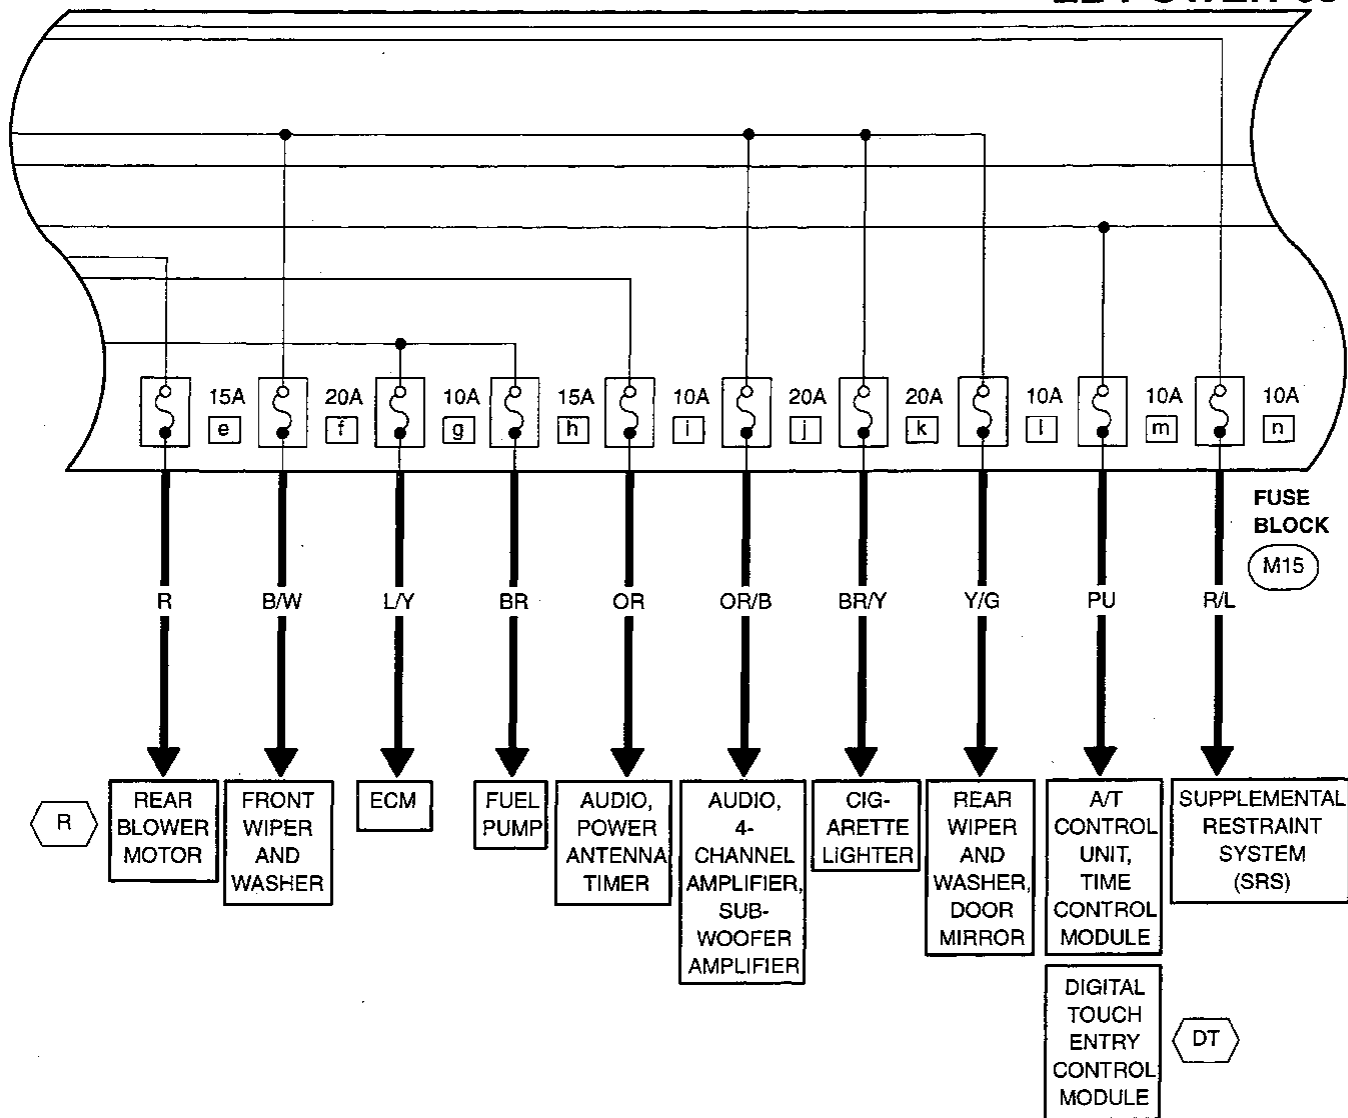 15A 20A 10A 15A 10A 20A 20A 10A 10A 10A
e f g h i j k l m n
FUSE
BLOCK
M15
R B/W L/Y BR OR OR/B BR/Y Y/G PU R/L
R
REAR
BLOWER
MOTOR
FRONT
WIPER
AND
WASHER
ECM
FUEL
PUMP
AUDIO,
POWER
ANTENNA
TIMER
AUDIO,
4-
CHANNEL
AMPLIFIER,
SUB-
WOOFER
AMPLIFIER
CIG-
ARETTE
LIGHTER
REAR
WIPER
AND
WASHER,
DOOR
MIRROR
A/T
CONTROL
UNIT,
TIME
CONTROL
MODULE
SUPPLEMENTAL
RESTRAINT
SYSTEM
(SRS)
DIGITAL
TOUCH
ENTRY
CONTROL
MODULE
DT